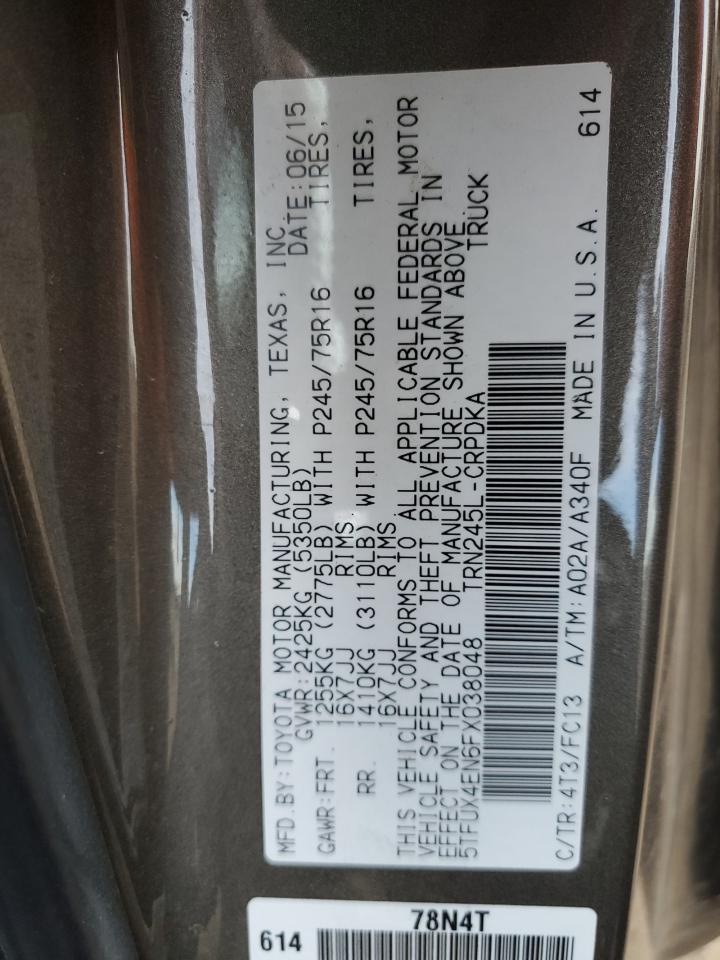 MFD.BY:TOYOTA MOTOR MANUFACTURING, TEXAS, INC.
GVWR:2425KG (5350LB) DATE:06/15
GAWR:FRT. 1255KG (2775LB) WITH P245/75R16 TIRES,
16X7JJ RIMS
RR. 1410KG (3110LB) WITH P245/75R16 TIRES,
16X7JJ RIMS
THIS VEHICLE CONFORMS TO ALL APPLICABLE FEDERAL MOTOR
VEHICLE SAFETY AND THEFT PREVENTION STANDARDS IN
EFFECT ON THE DATE OF MANUFACTURE SHOWN ABOVE.
5TFUX4EN6FX038048 TRN245L-CRPDKA TRUCK
C/TR:4T3/FC13 A/TM:A02A/A340F MADE IN U.S.A. 614
78N4T
614